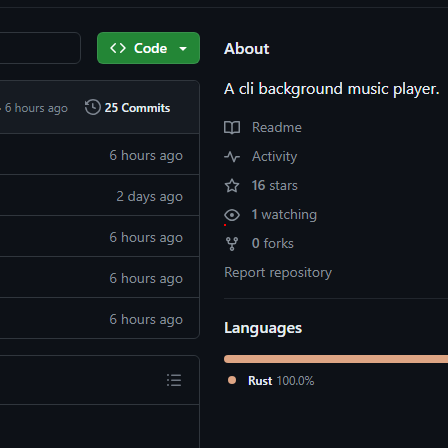 Code
6 hours ago
25 Commits
6 hours ago
2 days ago
6 hours ago
6 hours ago
6 hours ago
About
A cli background music player.
Readme
Activity
16 stars
1 watching
0 forks
Report repository
Languages
Rust 100.0%